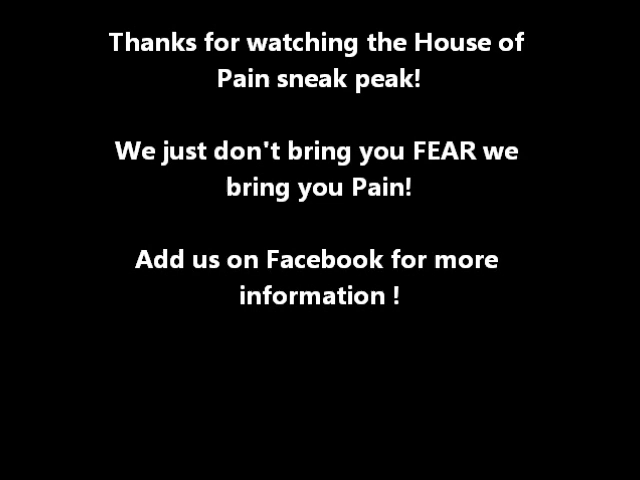 Thanks for watching the House of
Pain sneak peak!
We just don't bring you FEAR we
bring you Pain!
Add us on Facebook for more
information !